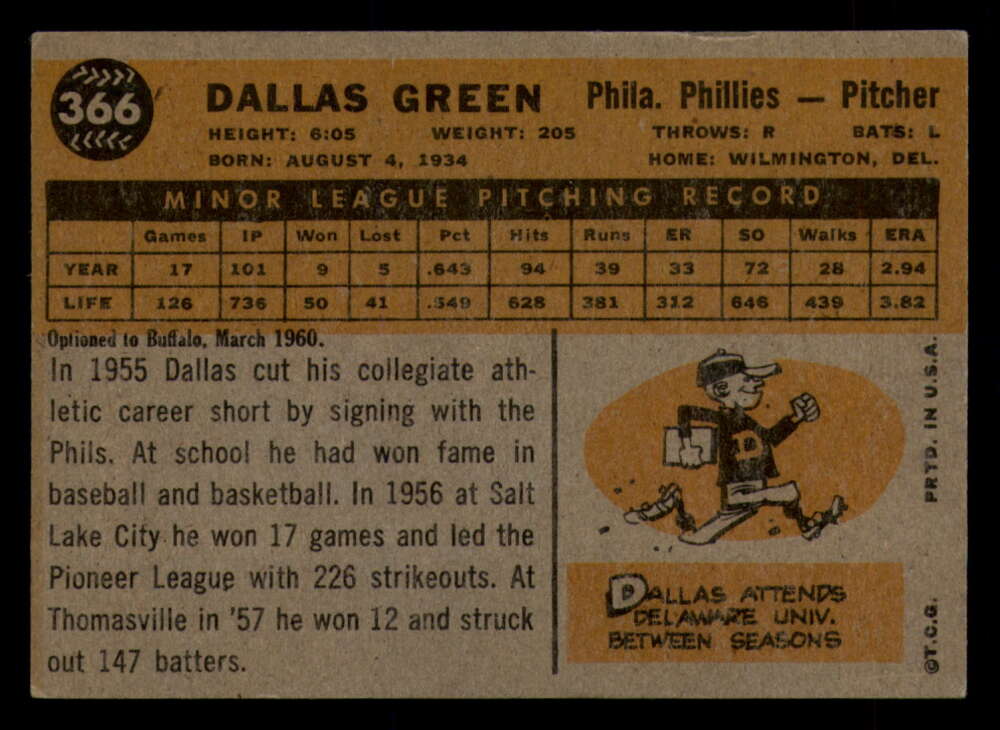 366
DALLAS GREEN Phila. Phillies — Pitcher
HEIGHT: 6:05 WEIGHT: 205 THROWS: R BATS: L
BORN: AUGUST 4, 1934 HOME: WILMINGTON, DEL.
MINOR LEAGUE PITCHING RECORD
Games IP Won Lost Pct Hits Runs ER SO Walks ERA
YEAR 17 101 9 5 .643 94 39 33 72 28 2.94
LIFE 126 736 50 41 .549 628 381 312 646 439 3.82
Optioned to Buffalo, March 1960.
In 1955 Dallas cut his collegiate ath-
letic career short by signing with the
Phils. At school he had won fame in
baseball and basketball. In 1956 at Salt
Lake City he won 17 games and led the
Pioneer League with 226 strikeouts. At
Thomasville in '57 he won 12 and struck
out 147 batters.
D
DALLAS ATTENDS
DELAWARE UNIV.
BETWEEN SEASONS
©T.C.G. PRTD. IN U.S.A.